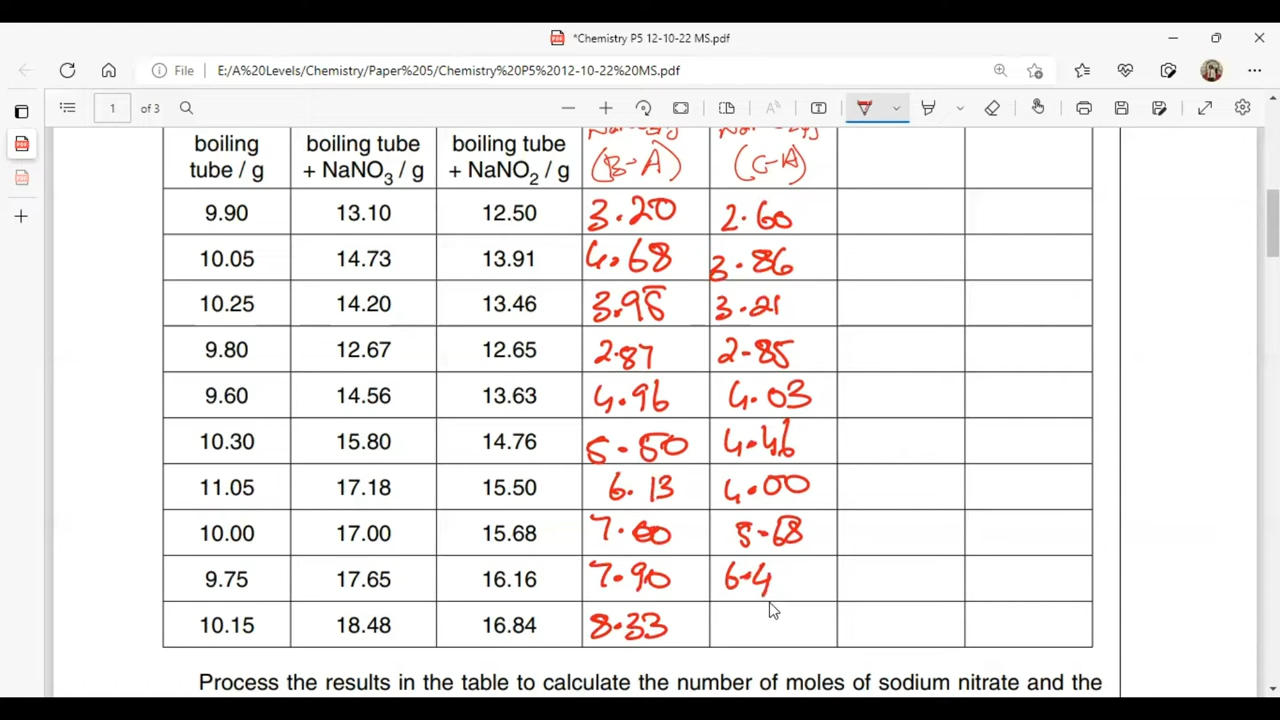 *Chemistry P5 12-10-22 MS.pdf
File E:/A%20Levels/Chemistry/Paper%205/Chemistry%20P5%2012-10-22%20MS.pdf
1 of 3
boiling tube / g
boiling tube + NaNO3 / g
boiling tube + NaNO2 / g
(B-A)
(C-A)
9.90 13.10 12.50 3.20 2.60
10.05 14.73 13.91 4.68 3.86
10.25 14.20 13.46 3.95 3.21
9.80 12.67 12.65 2.87 2.85
9.60 14.56 13.63 4.96 4.03
10.30 15.80 14.76 5.50 4.46
11.05 17.18 15.50 6.13 4.00
10.00 17.00 15.68 7.00 5.68
9.75 17.65 16.16 7.90 6.4
10.15 18.48 16.84 8.33
Process the results in the table to calculate the number of moles of sodium nitrate and the